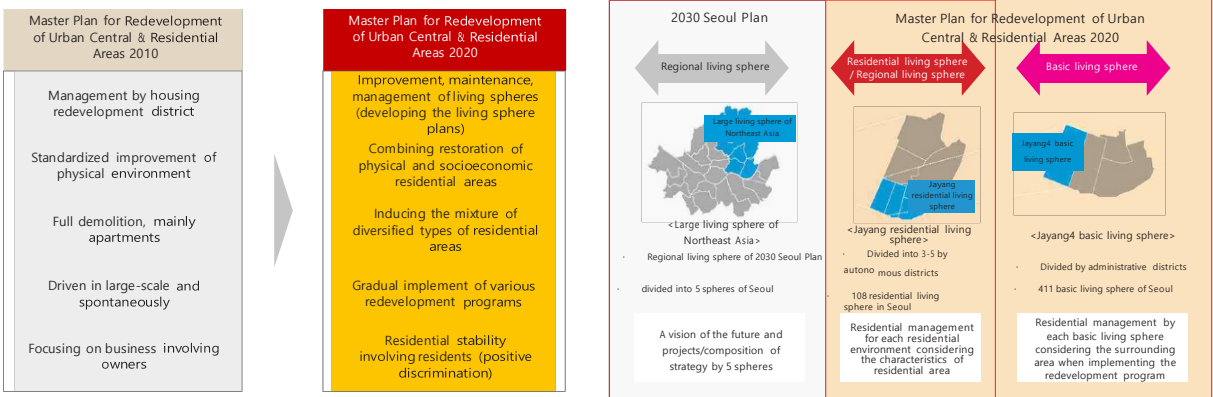 Master Plan for Redevelopment
of Urban Central & Residential
Areas 2010
Management by housing
redevelopment district
Standardized improvement of
physical environment
Full demolition, mainly
apartments
Driven in large-scale and
spontaneously
Focusing on business involving
owners
Master Plan for Redevelopment
of Urban Central & Residential
Areas 2020
Improvement, maintenance,
management of living spheres
(developing the living sphere
plans)
Combining restoration of
physical and socioeconomic
residential areas
Inducing the mixture of
diversified types of residential
areas
Gradual implement of various
redevelopment programs
Residential stability
involving residents (positive
discrimination)
2030 Seoul Plan
Regional living sphere
Large living sphere of
Northeast Asia
<Large living sphere of
Northeast Asia>
· Regional living sphere of 2030 Seoul Plan
· divided into 5 spheres of Seoul
A vision of the future and
projects/composition of
strategy by 5 spheres
Master Plan for Redevelopment of Urban
Central & Residential Areas 2020
Residential living sphere
/ Regional living sphere
Jayang
residential living
sphere
<Jayang residential living
sphere>
· Divided into 3-5 by
autono mous districts
· 108 residential living
sphere in Seoul
Residential management
for each residential
environment considering
the characteristics of
residential area
Basic living sphere
Jayang4 basic
living sphere
<Jayang4 basic living sphere>
· Divided by administrative districts
· 411 basic living sphere of Seoul
Residential management by
each basic living sphere
considering the surrounding
area when implementing the
redevelopment program